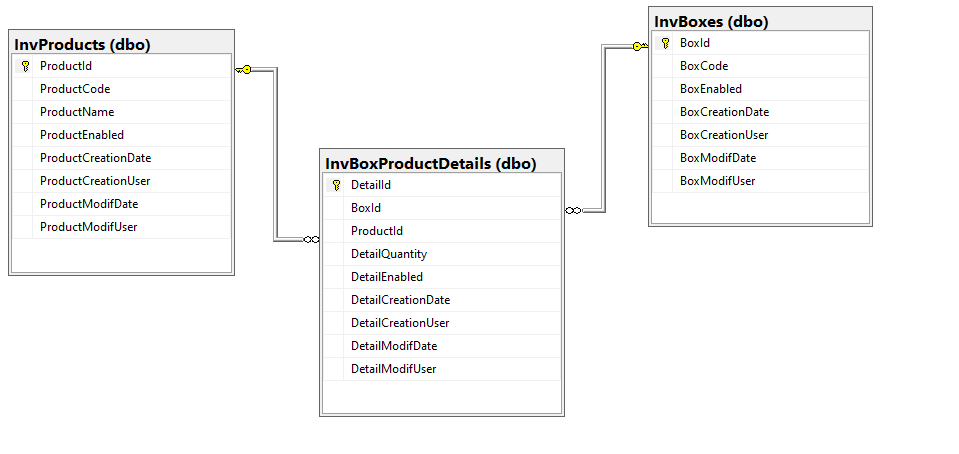 InvProducts (dbo)
ProductId
ProductCode
ProductName
ProductEnabled
ProductCreationDate
ProductCreationUser
ProductModifDate
ProductModifUser
InvBoxProductDetails (dbo)
DetailId
BoxId
ProductId
DetailQuantity
DetailEnabled
DetailCreationDate
DetailCreationUser
DetailModifDate
DetailModifUser
InvBoxes (dbo)
BoxId
BoxCode
BoxEnabled
BoxCreationDate
BoxCreationUser
BoxModifDate
BoxModifUser